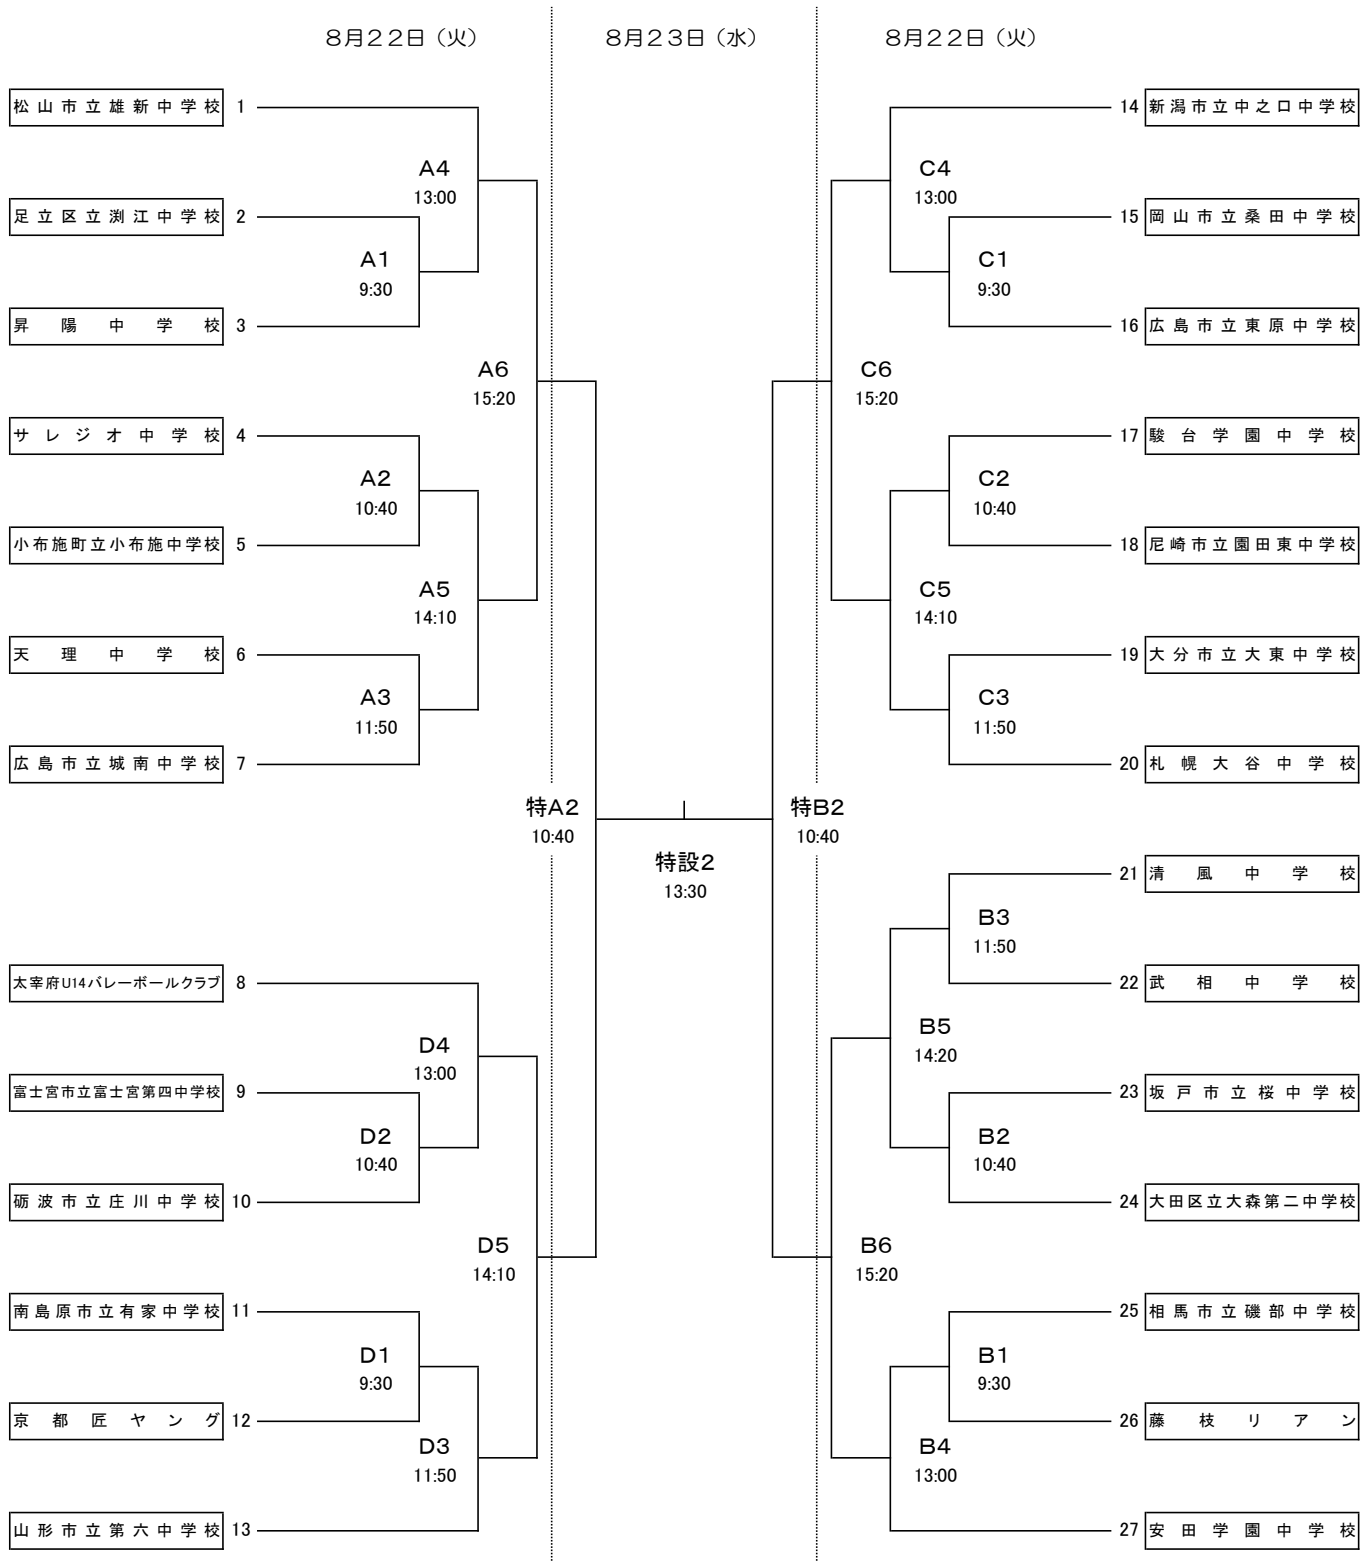 8月22日（火）
8月23日（水）
8月22日（火）
松山市立雄新中学校 1
A4
13:00
足立区立渕江中学校 2
A1
9:30
昇陽中学校 3
A6
15:20
サレジオ中学校 4
A2
10:40
小布施町立小布施中学校 5
A5
14:10
天理中学校 6
A3
11:50
広島市立城南中学校 7
特A2
10:40
太宰府U14バレーボールクラブ 8
D4
13:00
富士宮市立富士宮第四中学校 9
D2
10:40
砺波市立庄川中学校 10
D5
14:10
南島原市立有家中学校 11
D1
9:30
京都匠ヤング 12
D3
11:50
山形市立第六中学校 13
特設2
13:30
14 新潟市立中之口中学校
C4
13:00
15 岡山市立桑田中学校
C1
9:30
16 広島市立東原中学校
C6
15:20
17 駿台学園中学校
C2
10:40
18 尼崎市立園田東中学校
C5
14:10
19 大分市立大東中学校
C3
11:50
20 札幌大谷中学校
特B2
10:40
21 清風中学校
B3
11:50
22 武相中学校
B5
14:20
23 坂戸市立桜中学校
B2
10:40
24 大田区立大森第二中学校
B6
15:20
25 相馬市立磯部中学校
B1
9:30
26 藤枝リアン
B4
13:00
27 安田学園中学校